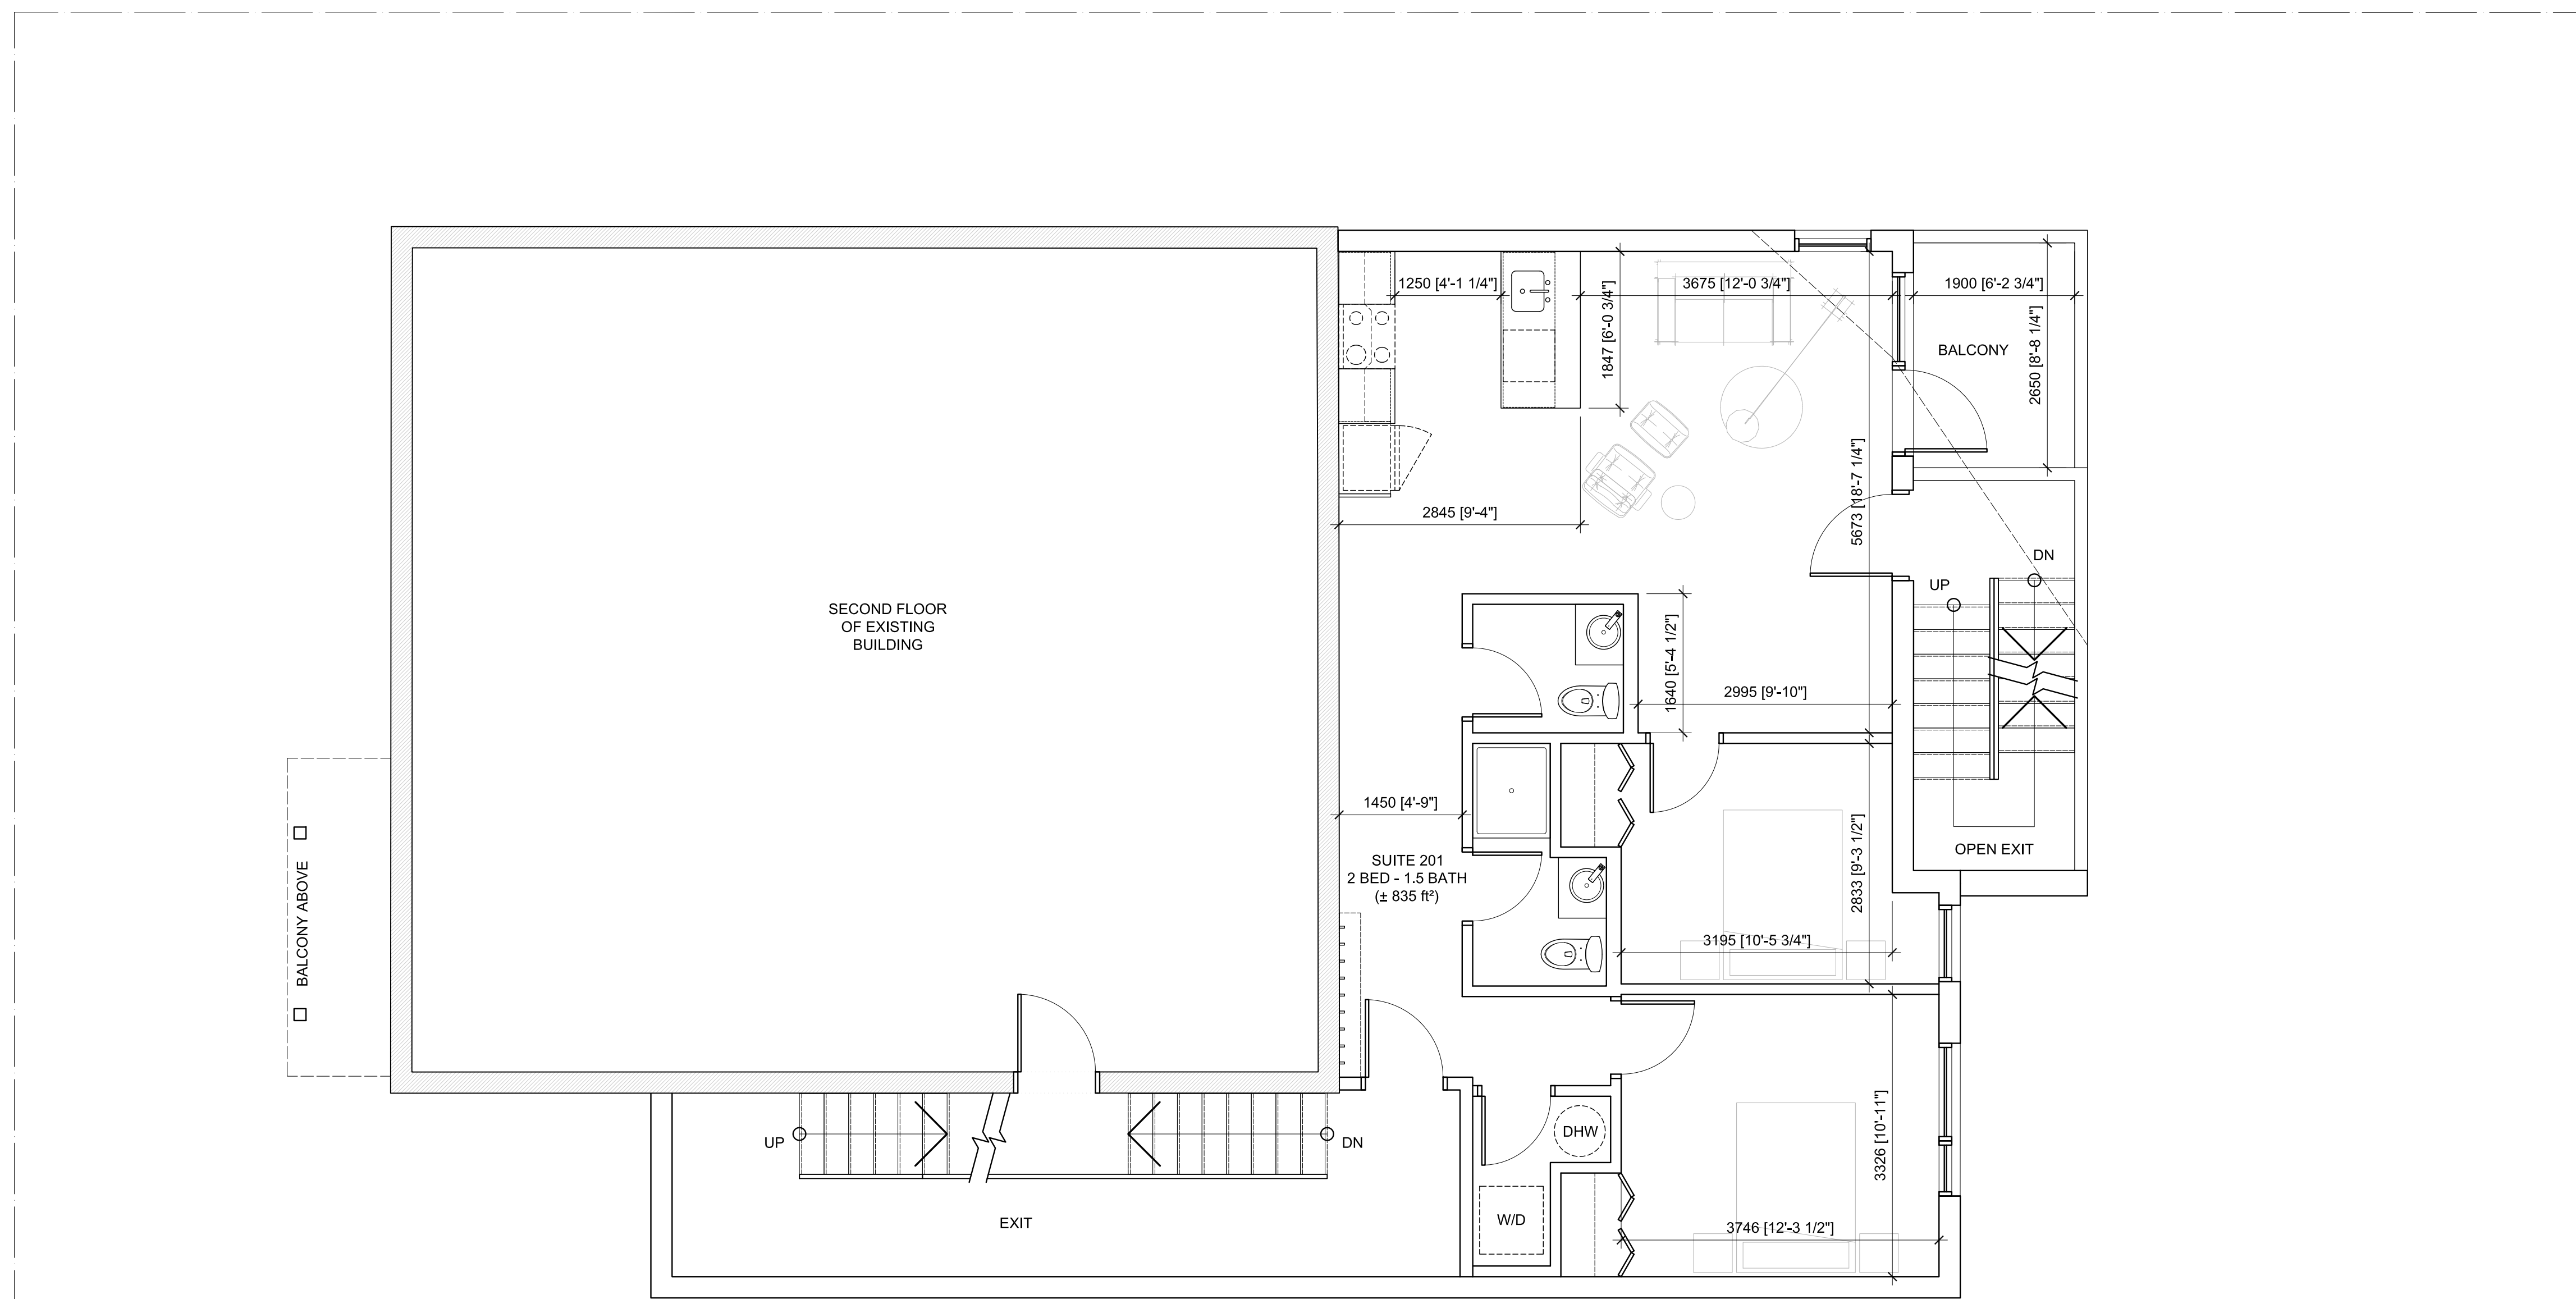 1250 [4'-1 1/4"]
3675 [12'-0 3/4"]
1900 [6'-2 3/4"]
1847 [6'-0 3/4"]
2650 [8'-8 1/4"]
BALCONY
5673 [18'-7 1/4"]
2845 [9'-4"]
DN
UP
SECOND FLOOR
OF EXISTING
BUILDING
1640 [5'-4 1/2"]
2995 [9'-10"]
1450 [4'-9"]
SUITE 201
2 BED - 1.5 BATH
(± 835 ft²)
2833 [9'-3 1/2"]
OPEN EXIT
BALCONY ABOVE
3195 [10'-5 3/4"]
UP
DN
DHW
3326 [10'-11"]
EXIT
W/D
3746 [12'-3 1/2"]